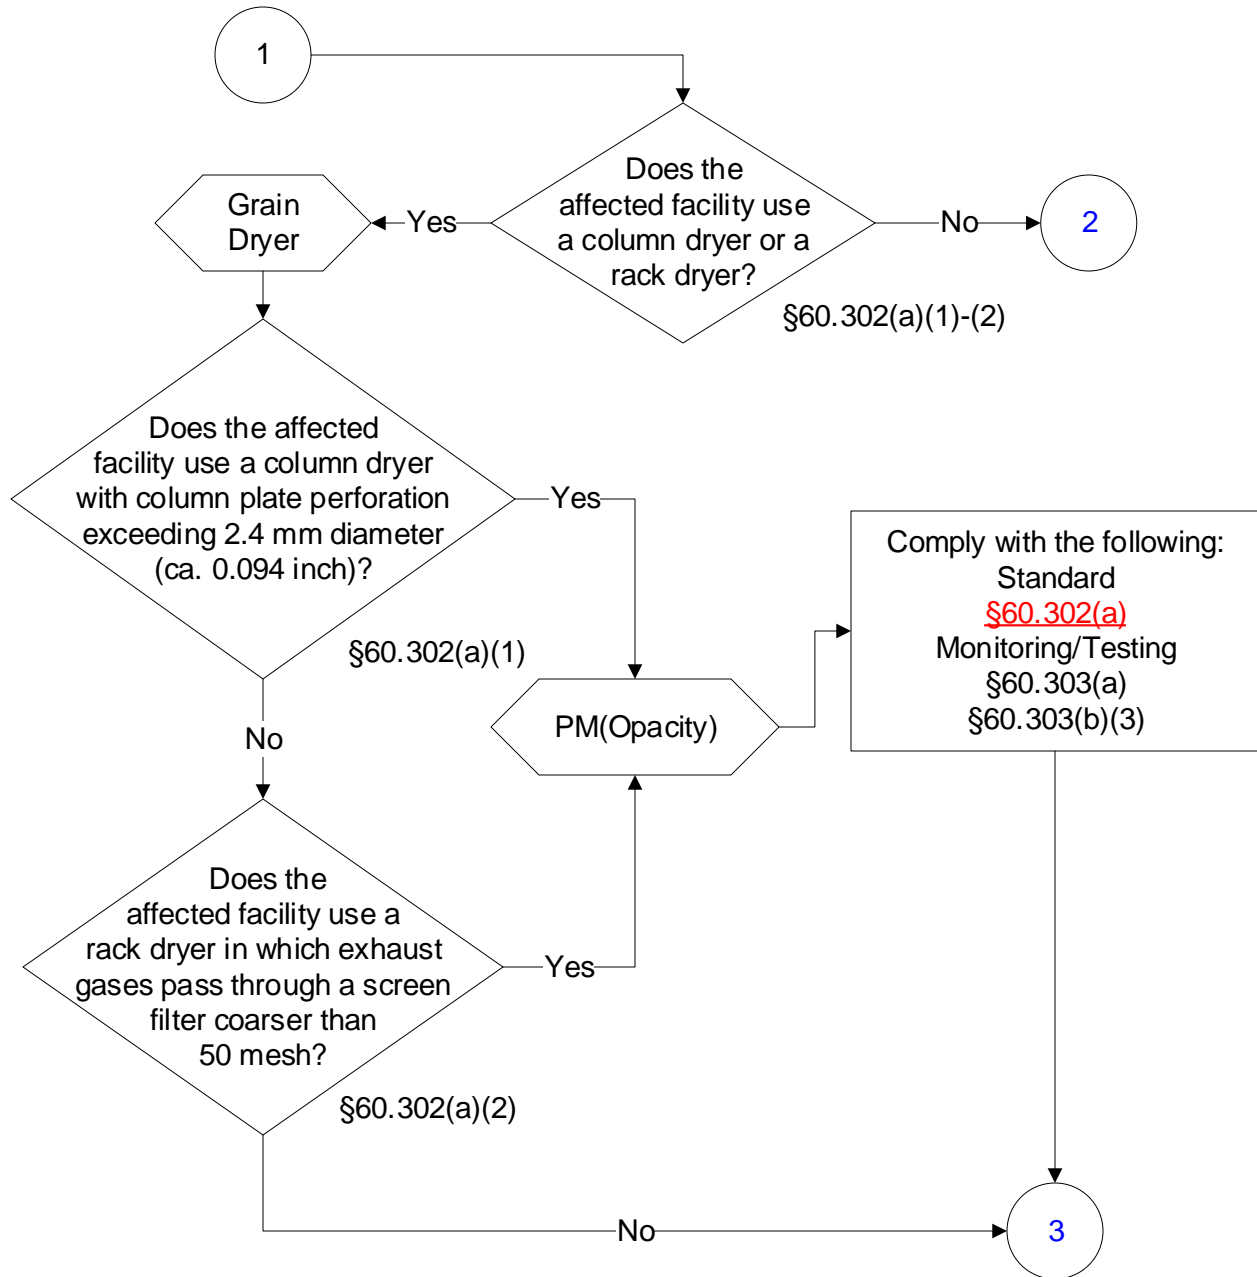 1
Does the
affected facility use
a column dryer or a
rack dryer?
§60.302(a)(1)-(2)
Yes
No
2
Grain
Dryer
Does the affected
facility use a column dryer
with column plate perforation
exceeding 2.4 mm diameter
(ca. 0.094 inch)?
§60.302(a)(1)
Yes
No
PM(Opacity)
Comply with the following:
Standard
§60.302(a)
Monitoring/Testing
§60.303(a)
§60.303(b)(3)
Does the
affected facility use a
rack dryer in which exhaust
gases pass through a screen
filter coarser than
50 mesh?
§60.302(a)(2)
Yes
No
3